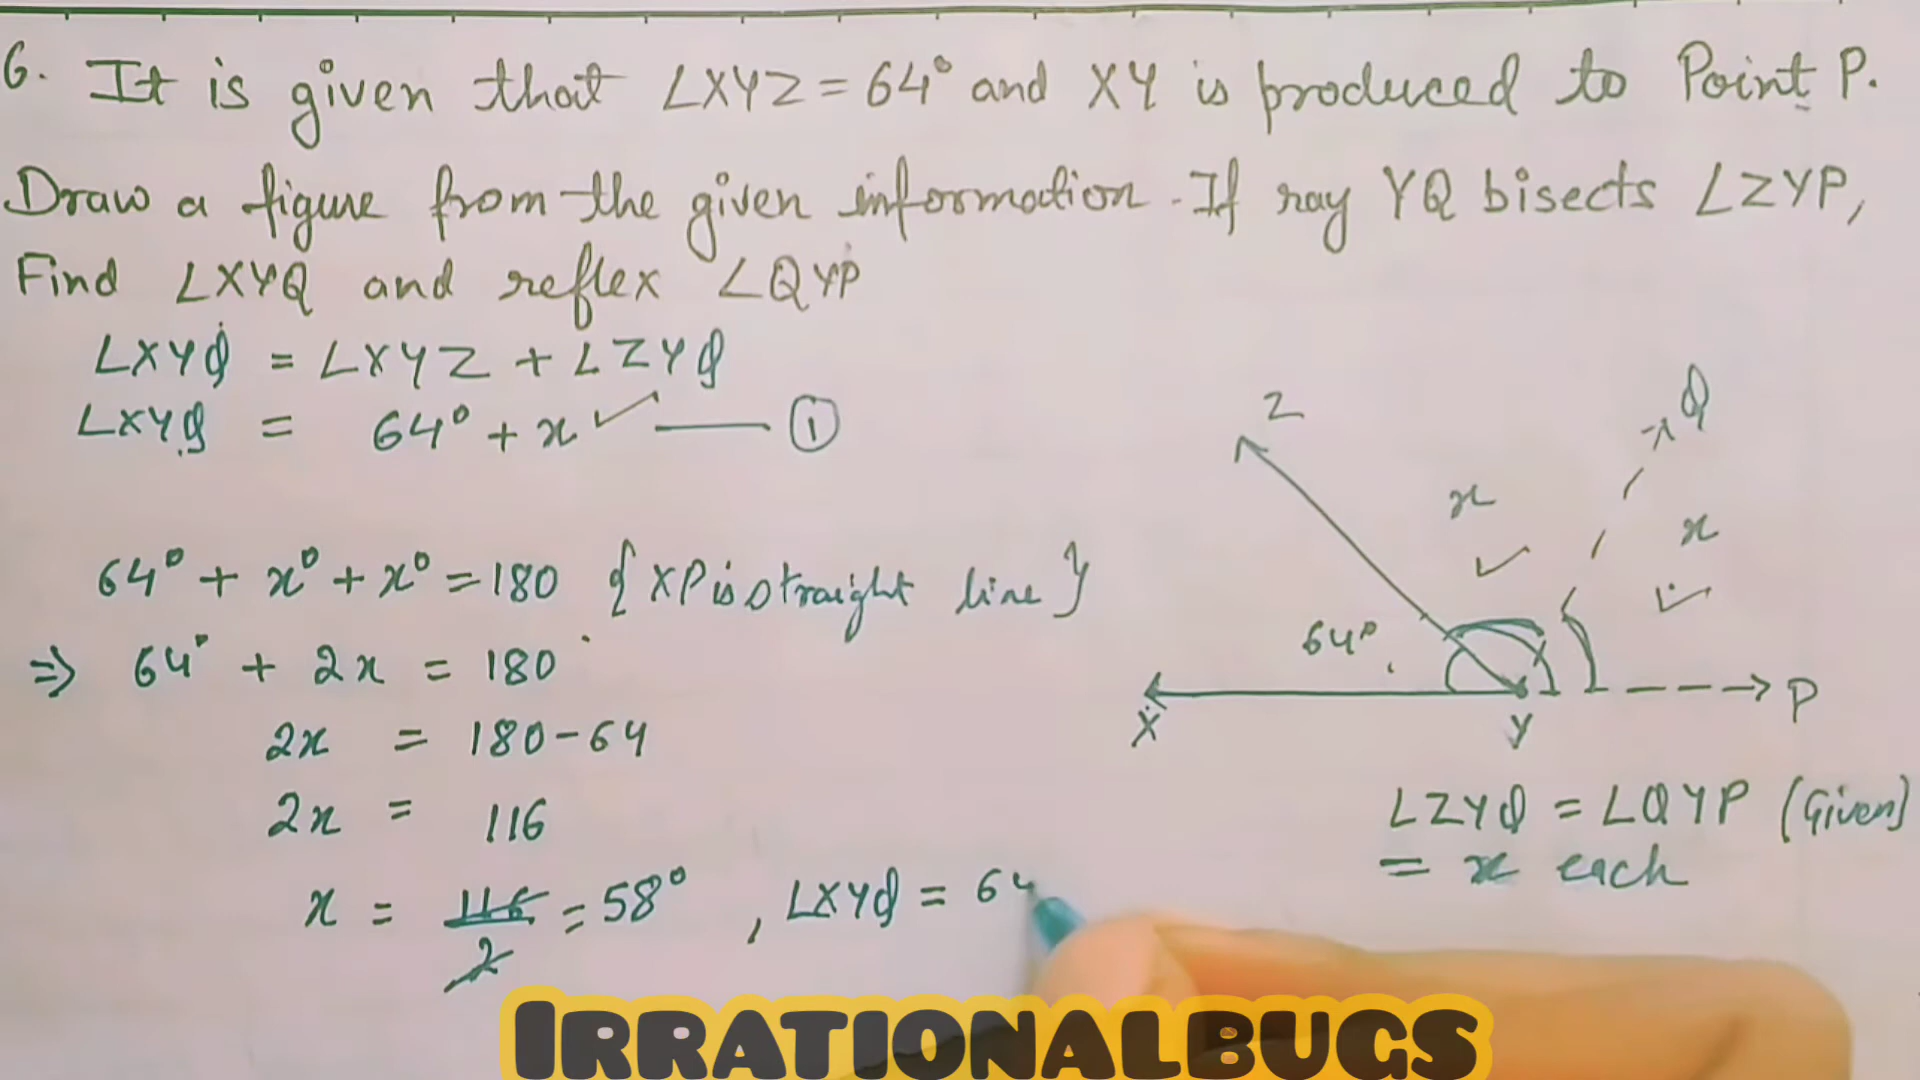 6. It is given that ∠XYZ = 64° and XY is produced to Point P.
Draw a figure from the given information. If ray YQ bisects ∠ZYP,
Find ∠XYQ and reflex ∠QYP
∠XYQ = ∠XYZ + ∠ZYQ
∠XYQ = 64° + x ✓ —— ①
64° + x° + x° = 180 {XP is straight line}
⇒ 64° + 2x = 180
2x = 180-64
2x = 116
x = 116/2 = 58° , ∠XYQ = 64
Z
Q
x ✓
x ✓
64°
X
Y
P
∠ZYQ = ∠QYP (Given)
= x each
IRRATIONALBUGS